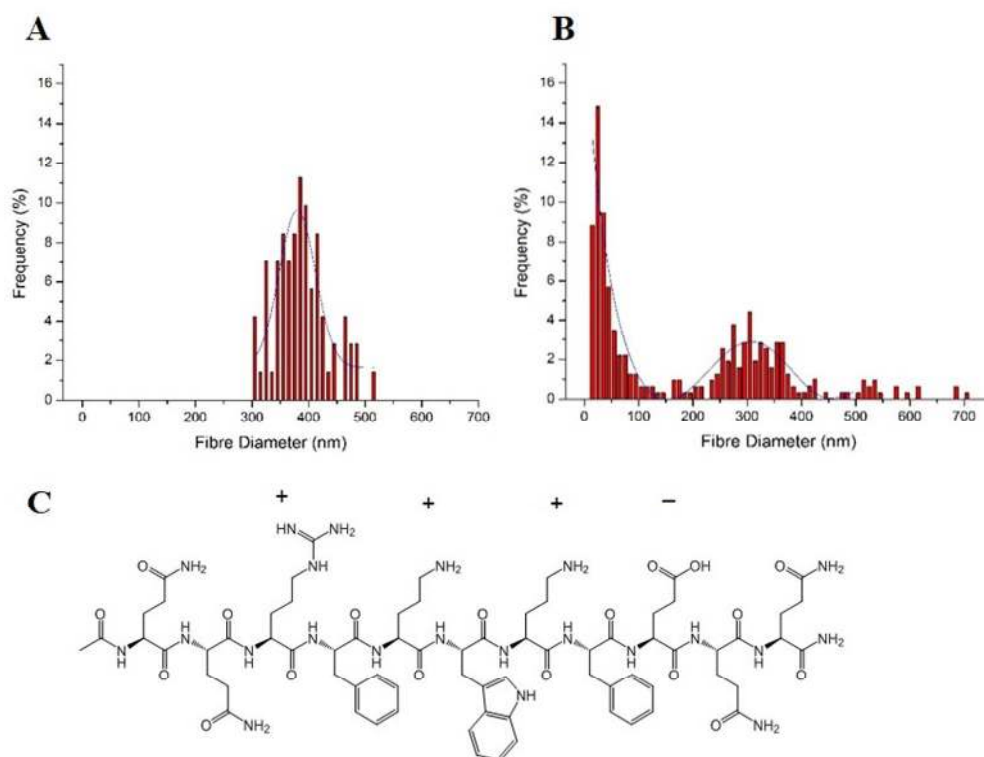 A
B
16
14
12
10
8
6
4
2
0
Frequency (%)
0 100 200 300 400 500 600 700
Fibre Diameter (nm)
16
14
12
10
8
6
4
2
0
Frequency (%)
0 100 200 300 400 500 600 700
Fibre Diameter (nm)
C
+ + + −
HN NH₂
O NH₂ NH NH₂ NH₂ O OH O NH₂
O O H N O H N O H N O H N O H N
N H O N H O N H O N H O N H O NH₂ O
O NH₂ NH O NH₂